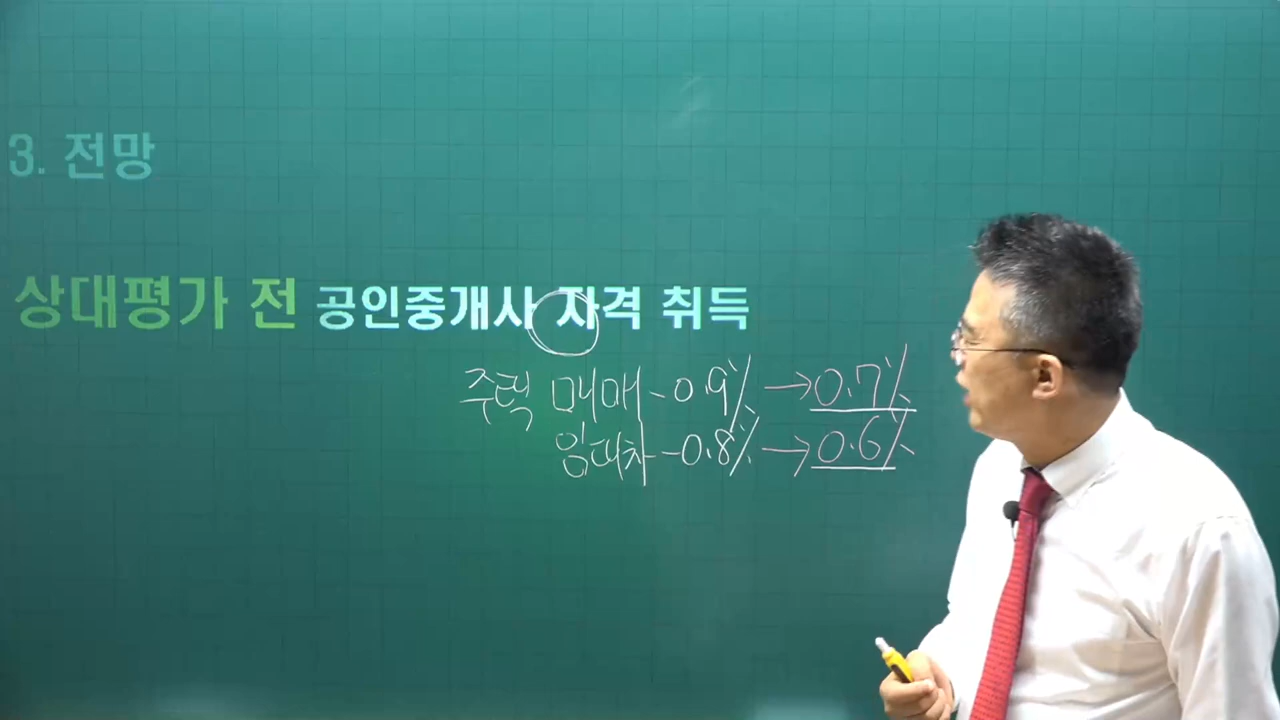 3. 전망
상대평가 전 공인중개사 자격 취득
주택 매매 - 0.9% → 0.7%
임대차 - 0.8% → 0.6%